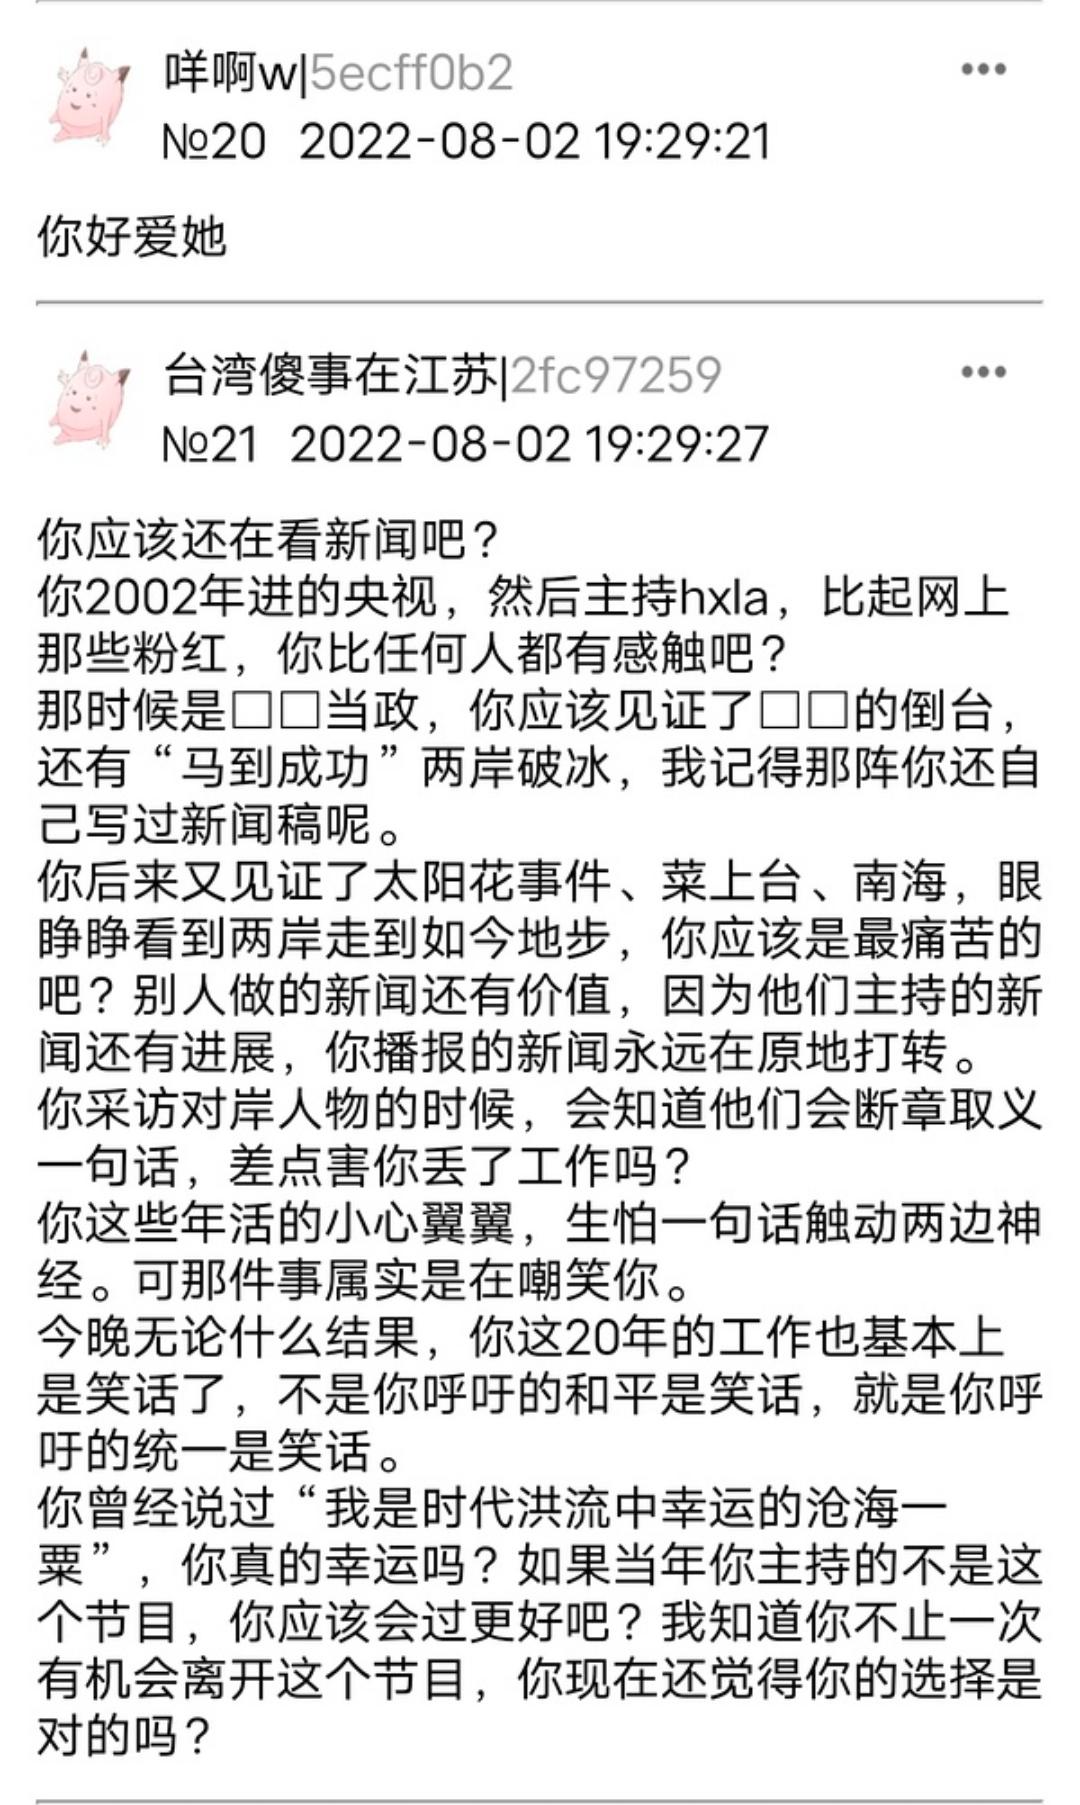 咩啊w|5ecff0b2
•••
№20 2022-08-02 19:29:21
你好爱她
台湾傻事在江苏|2fc97259
•••
№21 2022-08-02 19:29:27
你应该还在看新闻吧？
你2002年进的央视，然后主持hxla，比起网上
那些粉红，你比任何人都有感触吧？
那时候是□□当政，你应该见证了□□的倒台，
还有“马到成功”两岸破冰，我记得那阵你还自
己写过新闻稿呢。
你后来又见证了太阳花事件、菜上台、南海，眼
睁睁看到两岸走到如今地步，你应该是最痛苦的
吧？别人做的新闻还有价值，因为他们主持的新
闻还有进展，你播报的新闻永远在原地打转。
你采访对岸人物的时候，会知道他们会断章取义
一句话，差点害你丢了工作吗？
你这些年活的小心翼翼，生怕一句话触动两边神
经。可那件事属实是在嘲笑你。
今晚无论什么结果，你这20年的工作也基本上
是笑话了，不是你呼吁的和平是笑话，就是你呼
吁的统一是笑话。
你曾经说过“我是时代洪流中幸运的沧海一
粟”，你真的幸运吗？如果当年你主持的不是这
个节目，你应该会过更好吧？我知道你不止一次
有机会离开这个节目，你现在还觉得你的选择是
对的吗？